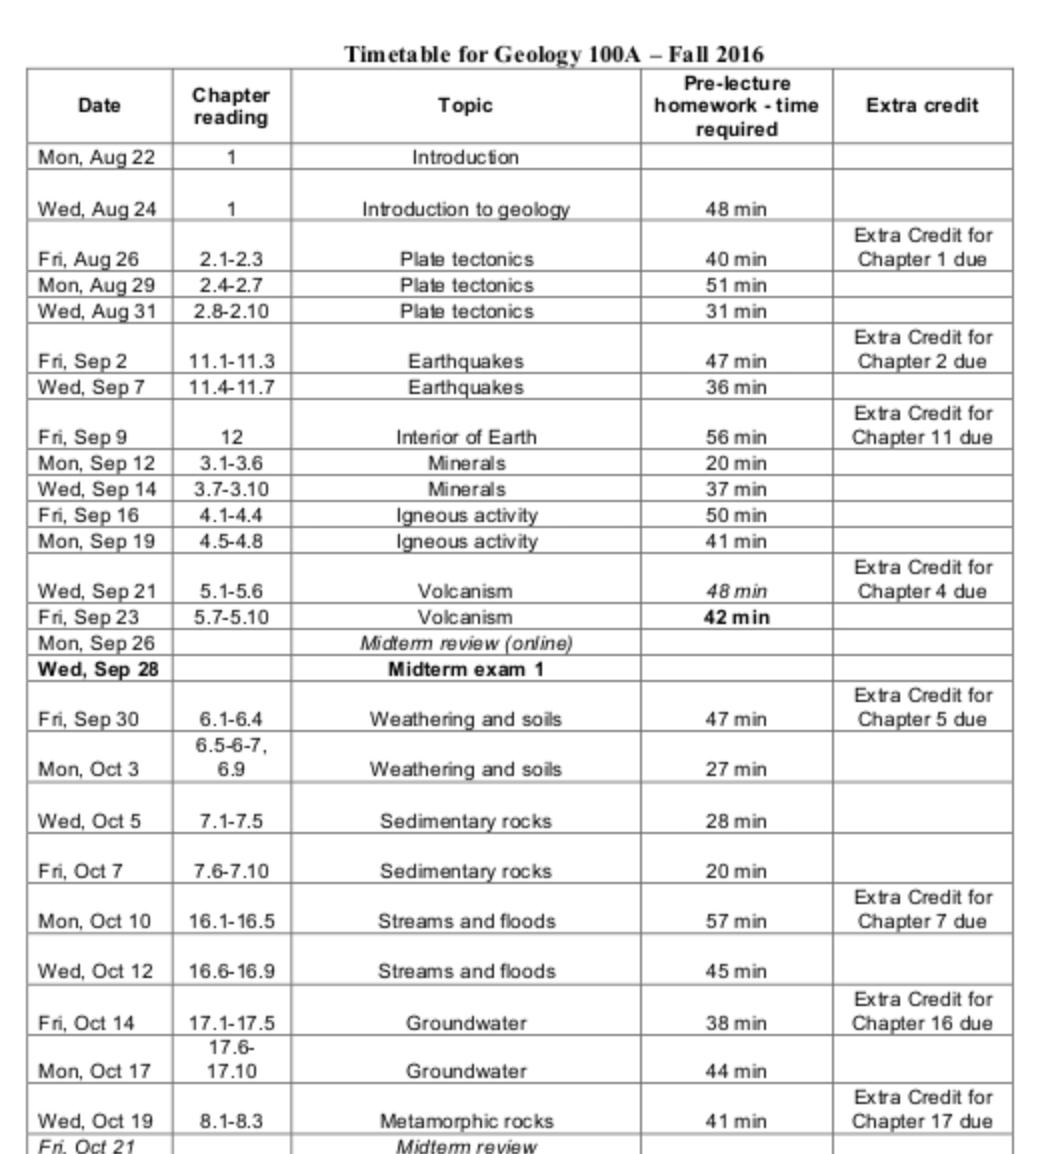 Timetable for Geology 100A – Fall 2016
Date Chapter reading Topic Pre-lecture homework - time required Extra credit
Mon, Aug 22 1 Introduction
Wed, Aug 24 1 Introduction to geology 48 min
Fri, Aug 26 2.1-2.3 Plate tectonics 40 min Extra Credit for Chapter 1 due
Mon, Aug 29 2.4-2.7 Plate tectonics 51 min
Wed, Aug 31 2.8-2.10 Plate tectonics 31 min
Fri, Sep 2 11.1-11.3 Earthquakes 47 min Extra Credit for Chapter 2 due
Wed, Sep 7 11.4-11.7 Earthquakes 36 min
Fri, Sep 9 12 Interior of Earth 56 min Extra Credit for Chapter 11 due
Mon, Sep 12 3.1-3.6 Minerals 20 min
Wed, Sep 14 3.7-3.10 Minerals 37 min
Fri, Sep 16 4.1-4.4 Igneous activity 50 min
Mon, Sep 19 4.5-4.8 Igneous activity 41 min
Wed, Sep 21 5.1-5.6 Volcanism 48 min Extra Credit for Chapter 4 due
Fri, Sep 23 5.7-5.10 Volcanism 42 min
Mon, Sep 26 Midterm review (online)
Wed, Sep 28 Midterm exam 1
Fri, Sep 30 6.1-6.4 Weathering and soils 47 min Extra Credit for Chapter 5 due
Mon, Oct 3 6.5-6-7, 6.9 Weathering and soils 27 min
Wed, Oct 5 7.1-7.5 Sedimentary rocks 28 min
Fri, Oct 7 7.6-7.10 Sedimentary rocks 20 min
Mon, Oct 10 16.1-16.5 Streams and floods 57 min Extra Credit for Chapter 7 due
Wed, Oct 12 16.6-16.9 Streams and floods 45 min
Fri, Oct 14 17.1-17.5 Groundwater 38 min Extra Credit for Chapter 16 due
Mon, Oct 17 17.6-17.10 Groundwater 44 min
Wed, Oct 19 8.1-8.3 Metamorphic rocks 41 min Extra Credit for Chapter 17 due
Fri, Oct 21 Midterm review